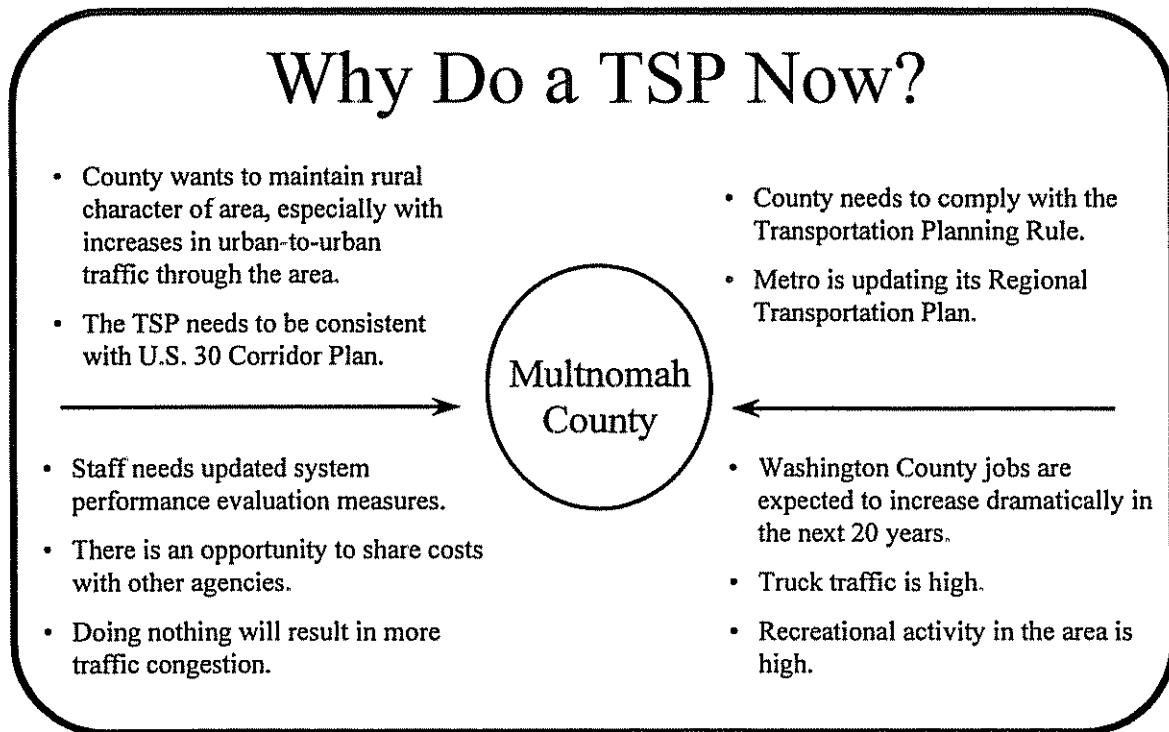 Why Do a TSP Now?
• County wants to maintain rural
character of area, especially with
increases in urban-to-urban
traffic through the area.
• The TSP needs to be consistent
with U.S. 30 Corridor Plan.
• Staff needs updated system
performance evaluation measures.
• There is an opportunity to share costs
with other agencies.
• Doing nothing will result in more
traffic congestion.
Multnomah
County
• County needs to comply with the
Transportation Planning Rule.
• Metro is updating its Regional
Transportation Plan.
• Washington County jobs are
expected to increase dramatically in
the next 20 years.
• Truck traffic is high.
• Recreational activity in the area is
high.